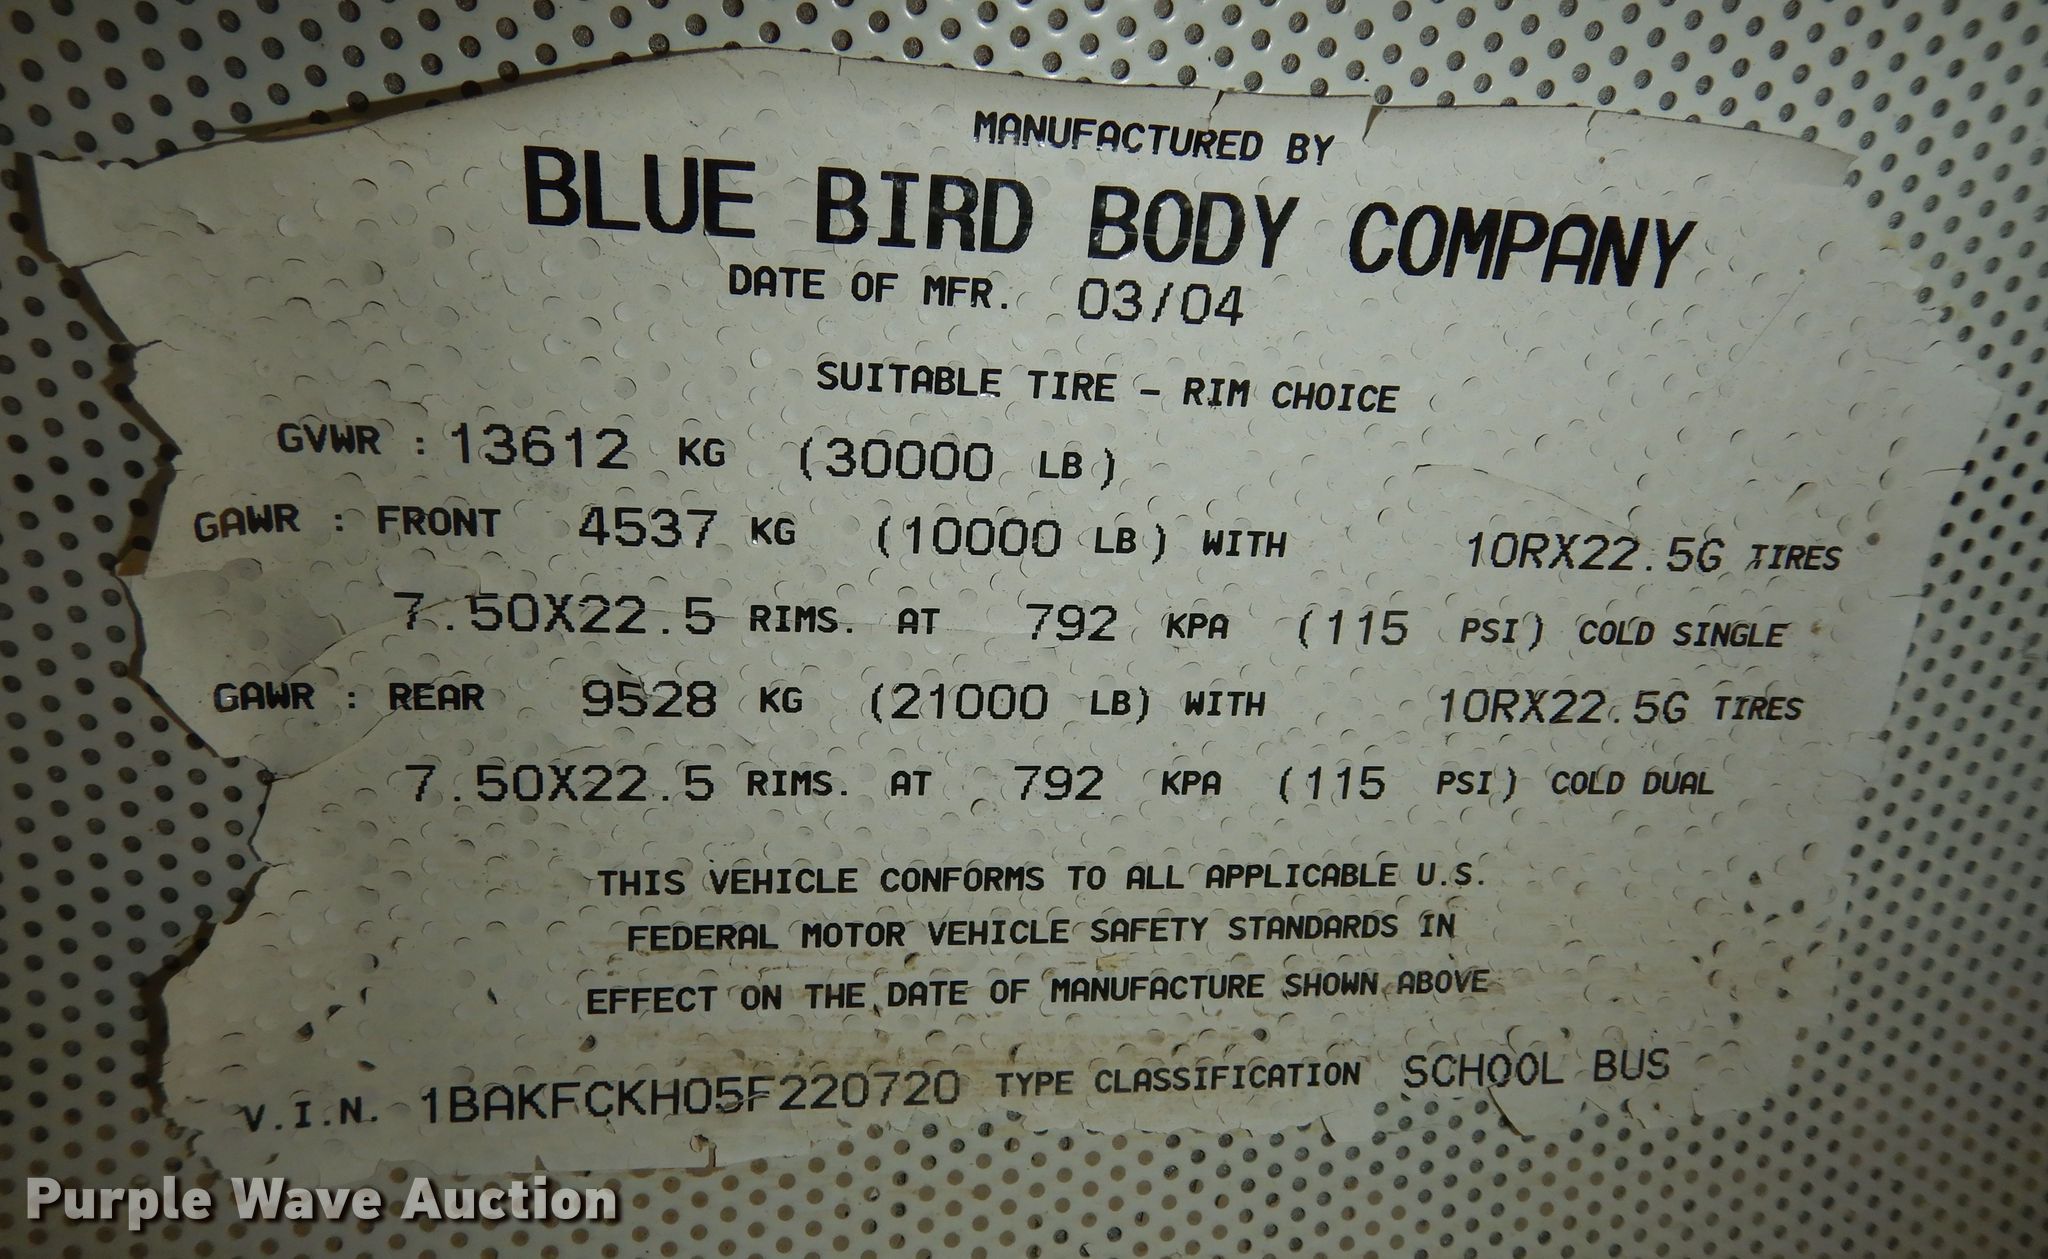 MANUFACTURED BY
BLUE BIRD BODY COMPANY
DATE OF MFR. 03/04
SUITABLE TIRE - RIM CHOICE
GVWR : 13612 KG (30000 LB)
GAWR : FRONT 4537 KG (10000 LB) WITH 10RX22.5G TIRES
7.50X22.5 RIMS. AT 792 KPA (115 PSI) COLD SINGLE
GAWR : REAR 9528 KG (21000 LB) WITH 10RX22.5G TIRES
7.50X22.5 RIMS. AT 792 KPA (115 PSI) COLD DUAL
THIS VEHICLE CONFORMS TO ALL APPLICABLE U.S.
FEDERAL MOTOR VEHICLE SAFETY STANDARDS IN
EFFECT ON THE DATE OF MANUFACTURE SHOWN ABOVE
V.I.N. 1BAKFCKH05F220720 TYPE CLASSIFICATION SCHOOL BUS
Purple Wave Auction